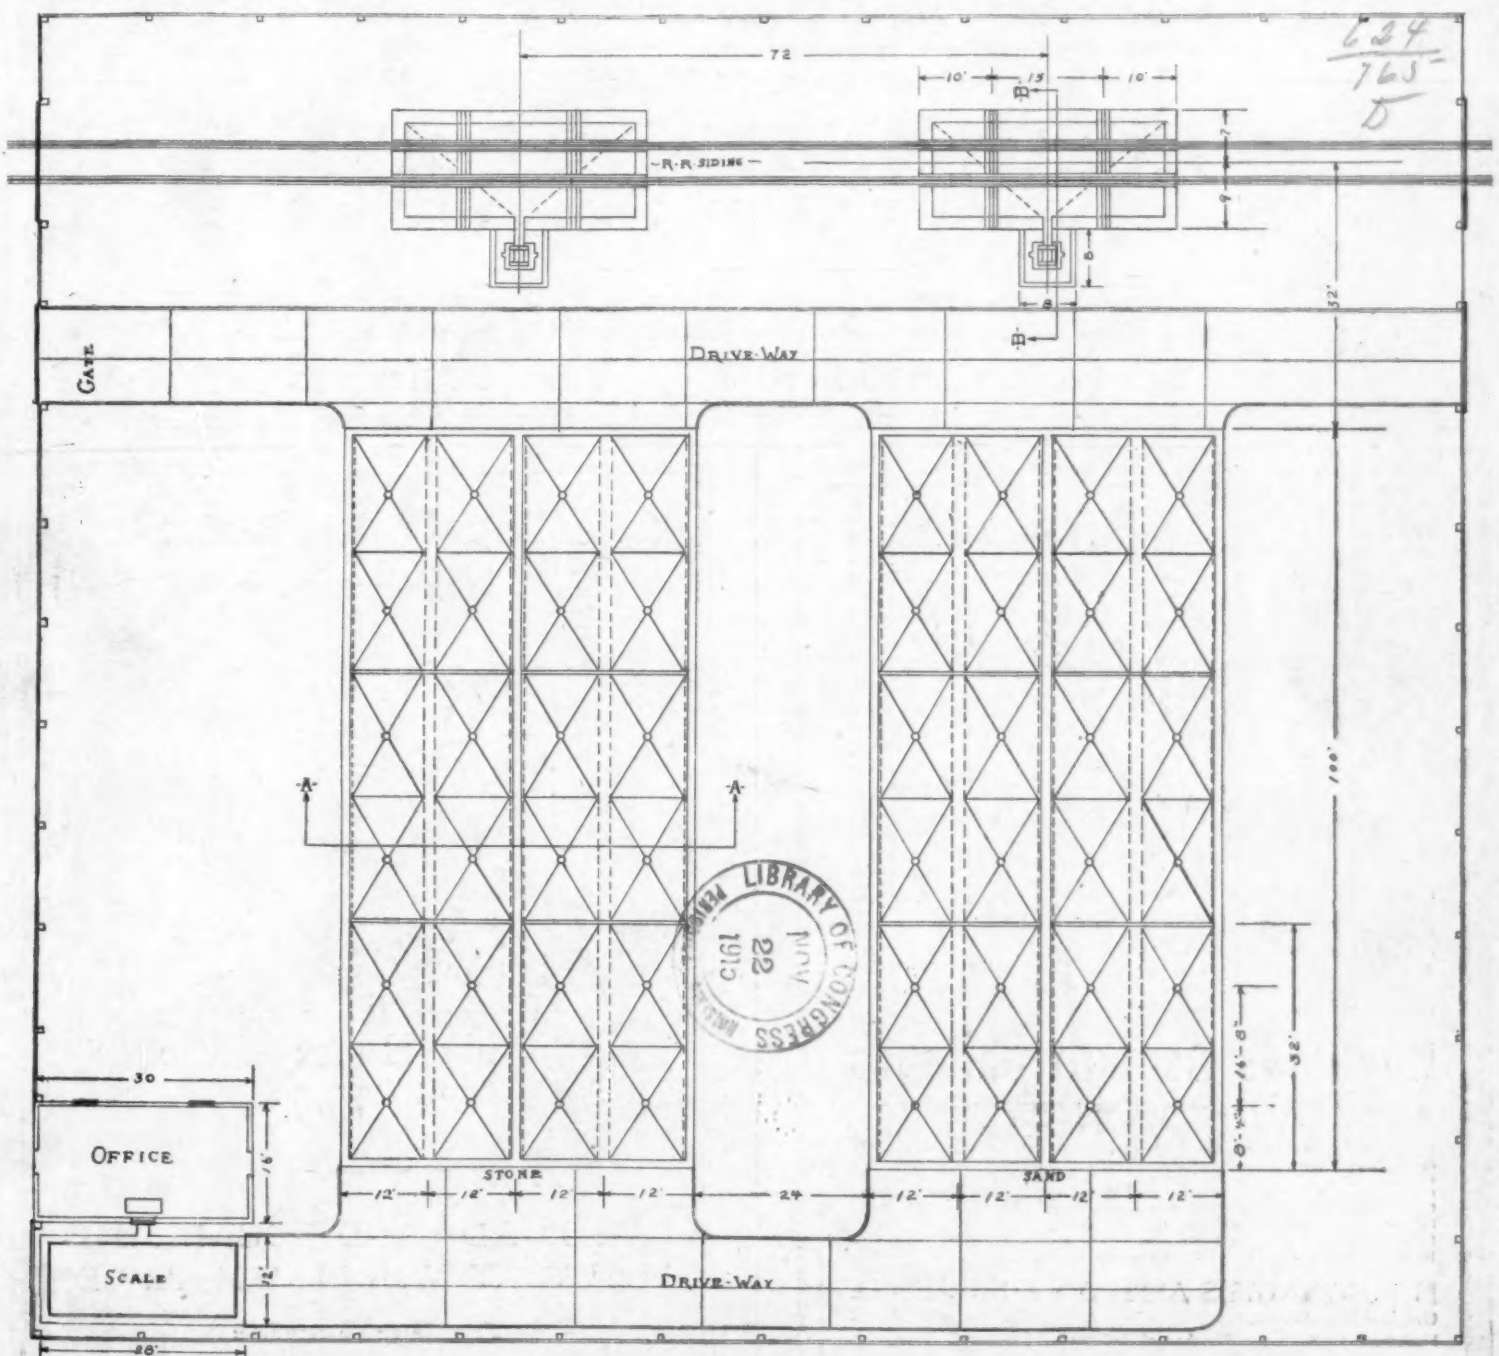 624
765
D
72
10'
15
10'
B
-R-R-SIDING-
7
9
8
8
32'
B
GATE
DRIVE-WAY
-A-
-A-
100'
LIBRARY OF CONGRESS
NOV
22
1915
16'-8"
8'-4"
32'
30
OFFICE
16'
STONE
SAND
12'
12'
12'
12'
24
12'
12'
12'
12'
SCALE
12'
DRIVE-WAY
28'